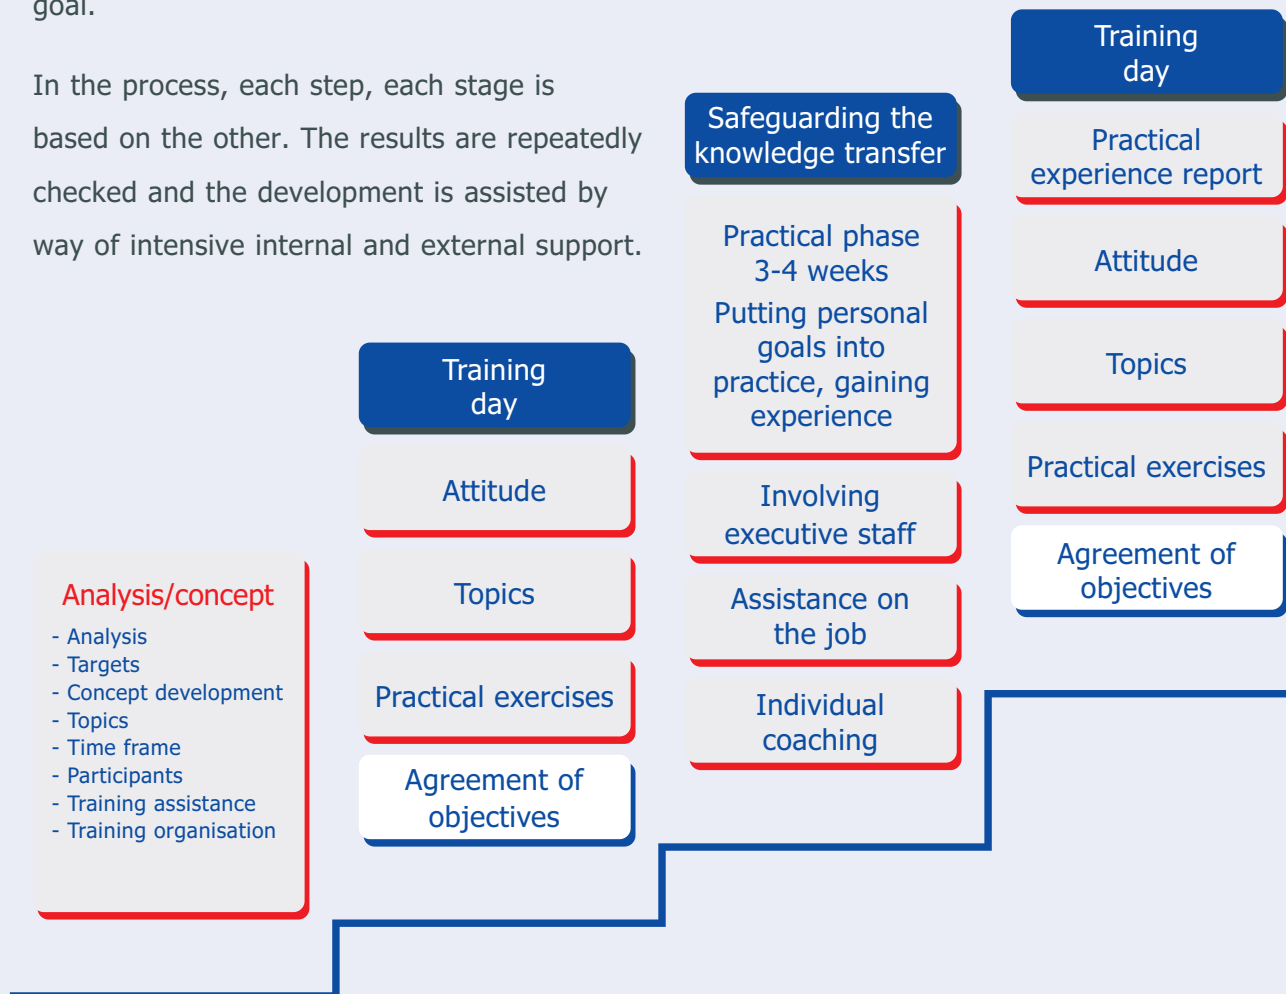 goal.
In the process, each step, each stage is
based on the other. The results are repeatedly
checked and the development is assisted by
way of intensive internal and external support.
Analysis/concept
- Analysis
- Targets
- Concept development
- Topics
- Time frame
- Participants
- Training assistance
- Training organisation
Training
day
Attitude
Topics
Practical exercises
Agreement of
objectives
Safeguarding the
knowledge transfer
Practical phase
3-4 weeks
Putting personal
goals into
practice, gaining
experience
Involving
executive staff
Assistance on
the job
Individual
coaching
Training
day
Practical
experience report
Attitude
Topics
Practical exercises
Agreement of
objectives